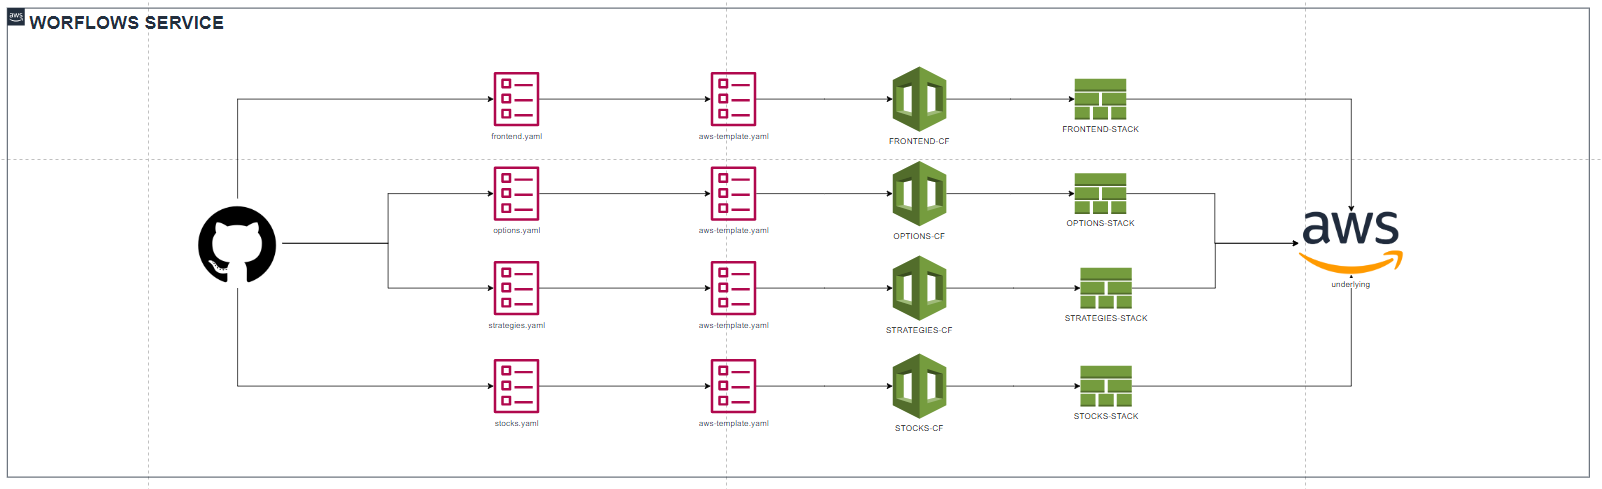 aws
WORFLOWS SERVICE
frontend.yaml
aws-template.yaml
FRONTEND-CF
FRONTEND-STACK
options.yaml
aws-template.yaml
OPTIONS-CF
OPTIONS-STACK
aws
underlying
strategies.yaml
aws-template.yaml
STRATEGIES-CF
STRATEGIES-STACK
stocks.yaml
aws-template.yaml
STOCKS-CF
STOCKS-STACK